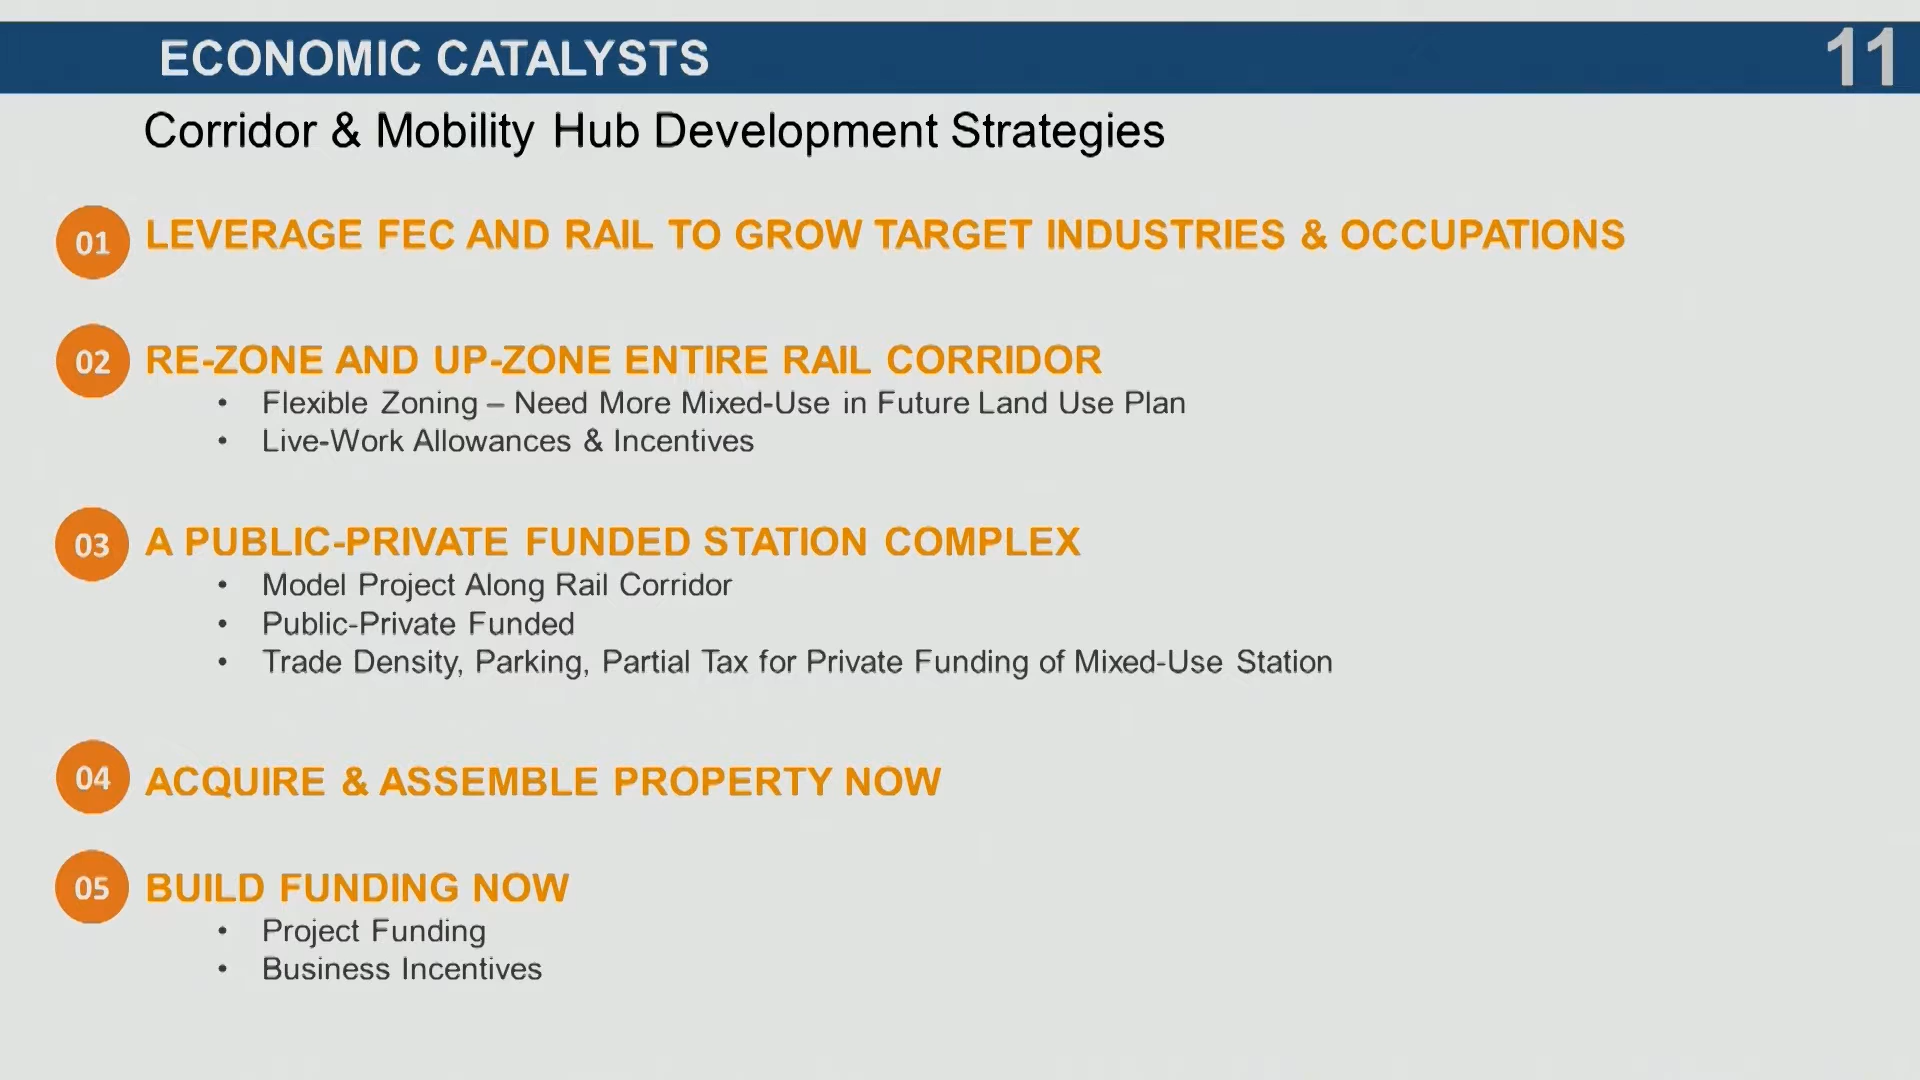 ECONOMIC CATALYSTS
11
Corridor & Mobility Hub Development Strategies
01 LEVERAGE FEC AND RAIL TO GROW TARGET INDUSTRIES & OCCUPATIONS
02 RE-ZONE AND UP-ZONE ENTIRE RAIL CORRIDOR
• Flexible Zoning – Need More Mixed-Use in Future Land Use Plan
• Live-Work Allowances & Incentives
03 A PUBLIC-PRIVATE FUNDED STATION COMPLEX
• Model Project Along Rail Corridor
• Public-Private Funded
• Trade Density, Parking, Partial Tax for Private Funding of Mixed-Use Station
04 ACQUIRE & ASSEMBLE PROPERTY NOW
05 BUILD FUNDING NOW
• Project Funding
• Business Incentives